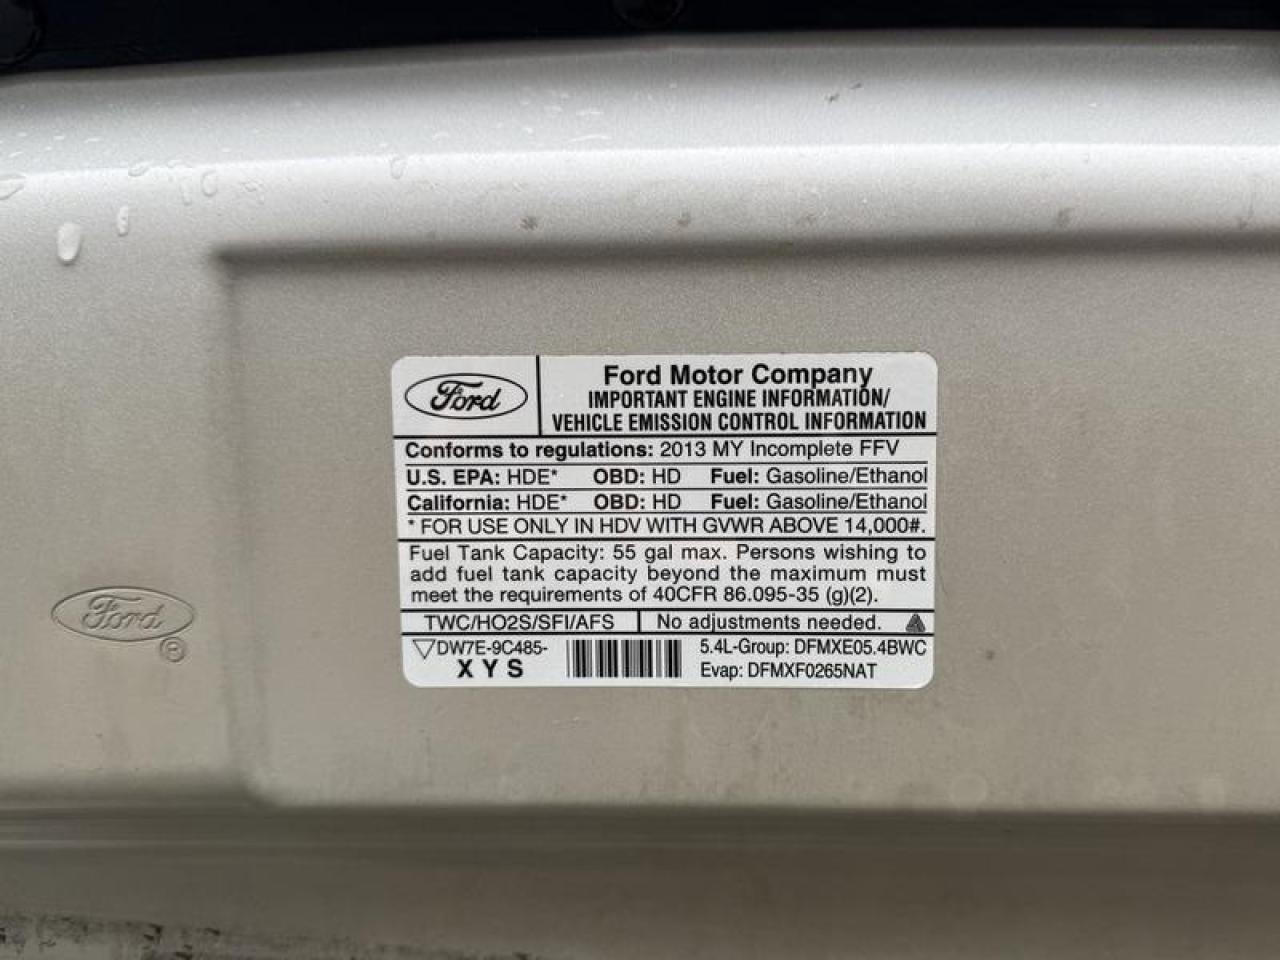 Ford
Ford Motor Company
IMPORTANT ENGINE INFORMATION/
VEHICLE EMISSION CONTROL INFORMATION
Conforms to regulations: 2013 MY Incomplete FFV
U.S. EPA: HDE* OBD: HD Fuel: Gasoline/Ethanol
California: HDE* OBD: HD Fuel: Gasoline/Ethanol
* FOR USE ONLY IN HDV WITH GVWR ABOVE 14,000#.
Fuel Tank Capacity: 55 gal max. Persons wishing to
add fuel tank capacity beyond the maximum must
meet the requirements of 40CFR 86.095-35 (g)(2).
TWC/HO2S/SFI/AFS No adjustments needed.
DW7E-9C485-
XYS
5.4L-Group: DFMXE05.4BWC
Evap: DFMXF0265NAT
Ford ®